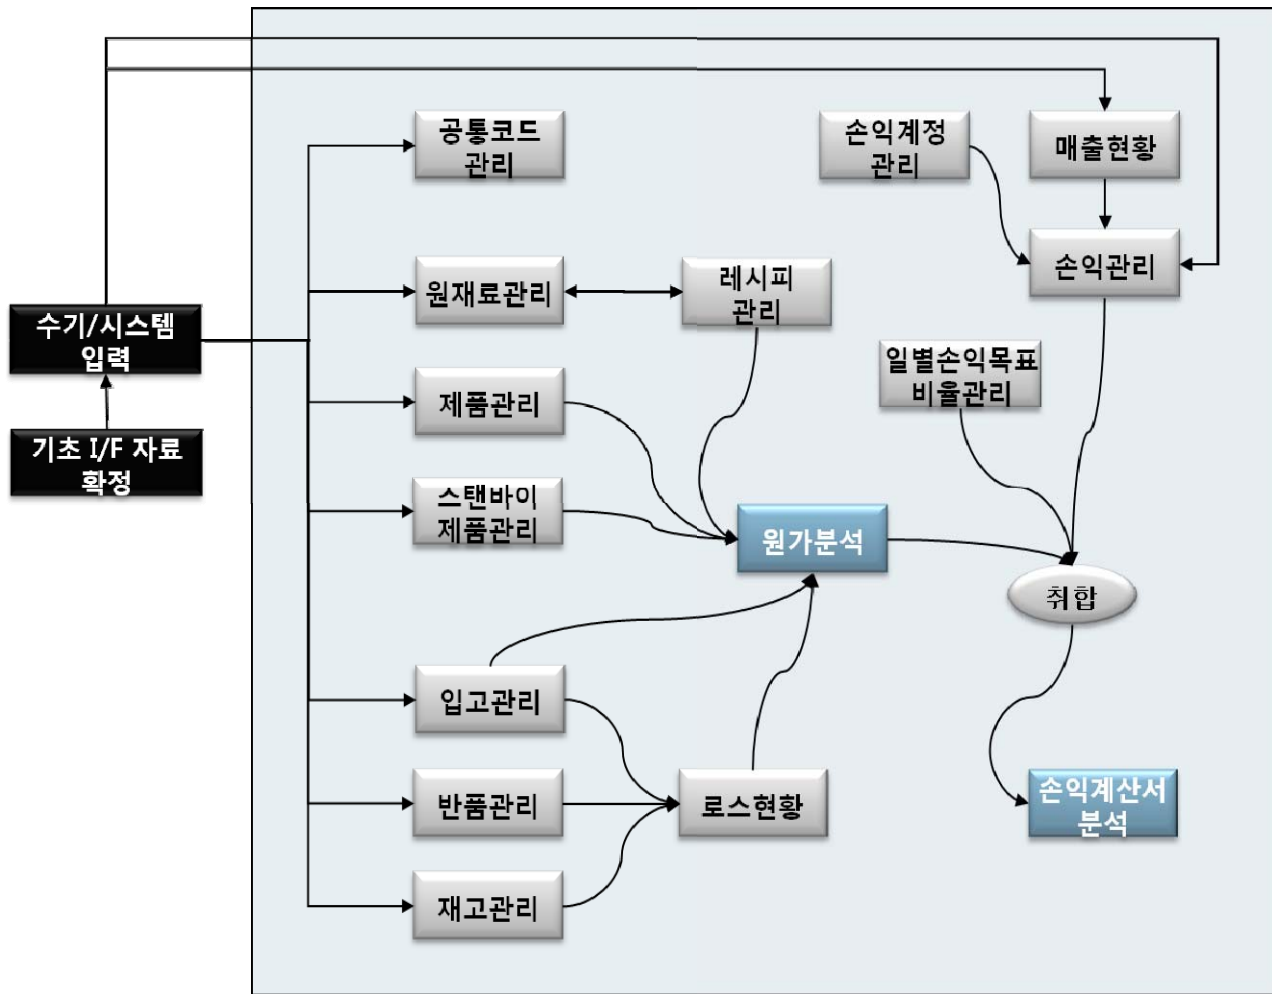 공통코드
관리
손익계정
관리
매출현황
원재료관리
레시피
관리
손익관리
수기/시스템
입력
제품관리
일별손익목표
비율관리
기초 I/F 자료
확정
스탠바이
제품관리
원가분석
취합
입고관리
반품관리
로스현황
손익계산서
분석
재고관리